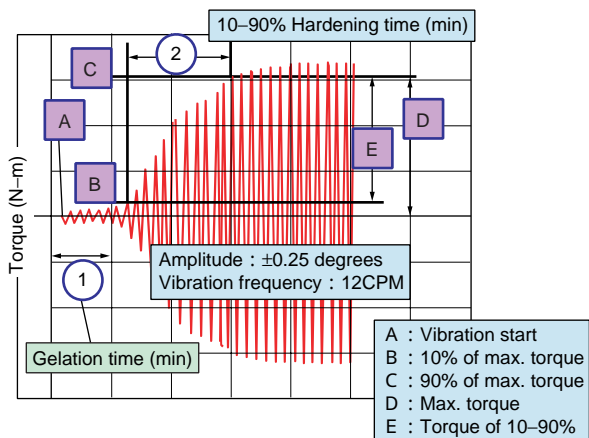 10–90% Hardening time (min)
2
C
A
D
E
B
Torque (N–m)
Amplitude : ±0.25 degrees
Vibration frequency : 12CPM
1
Gelation time (min)
A : Vibration start
B : 10% of max. torque
C : 90% of max. torque
D : Max. torque
E : Torque of 10–90%